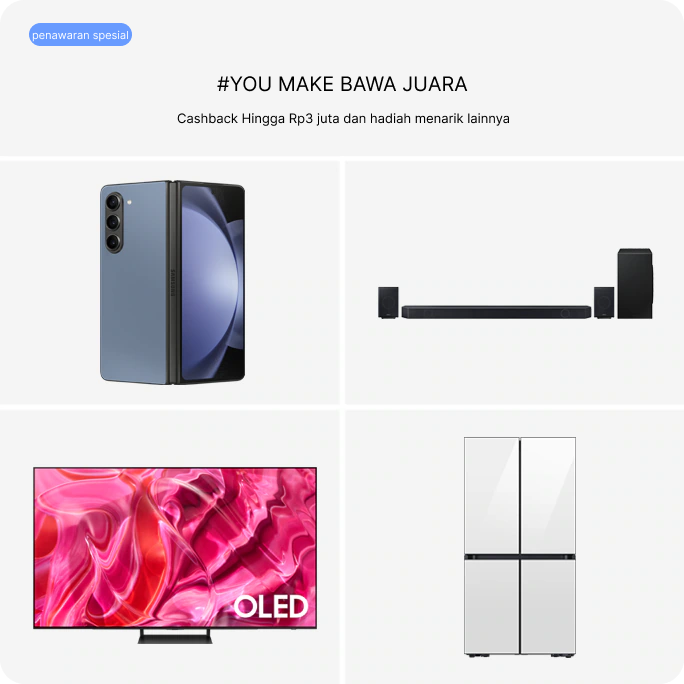 penawaran spesial
#YOU MAKE BAWA JUARA
Cashback Hingga Rp3 juta dan hadiah menarik lainnya
OLED